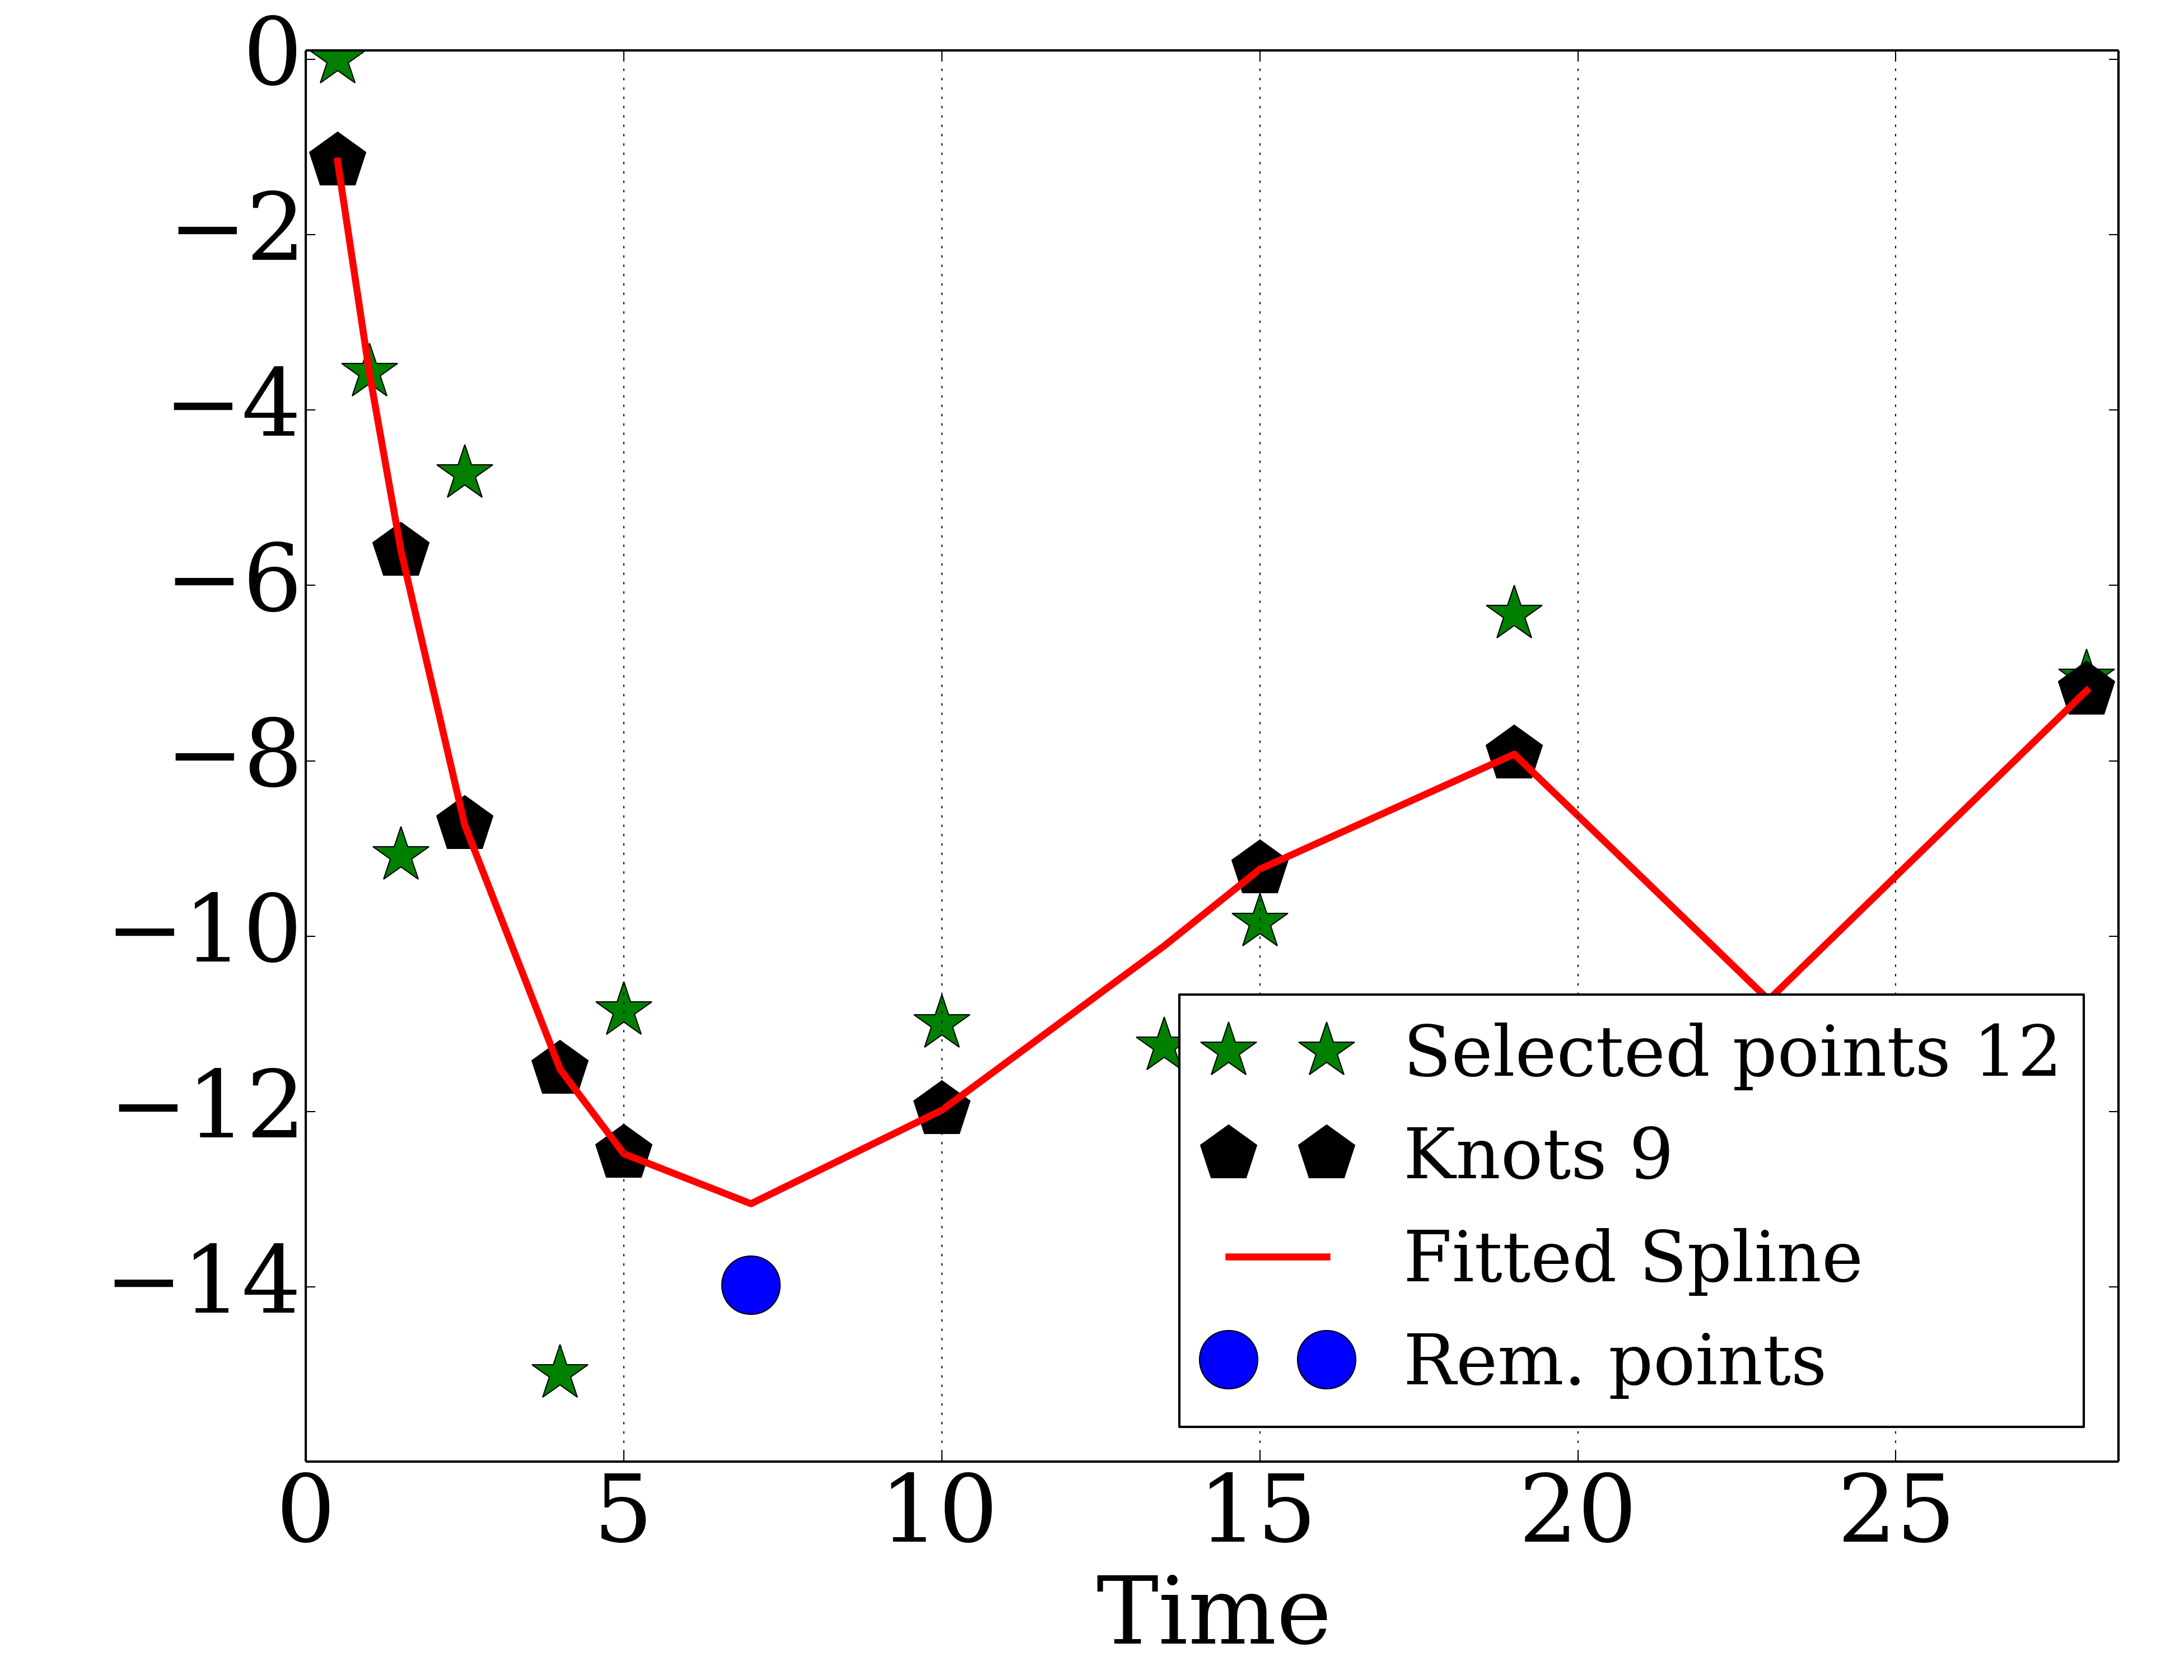 0
−2
−4
−6
−8
−10
−12
−14
0 5 10 15 20 25
Time
Selected points 12
Knots 9
Fitted Spline
Rem. points